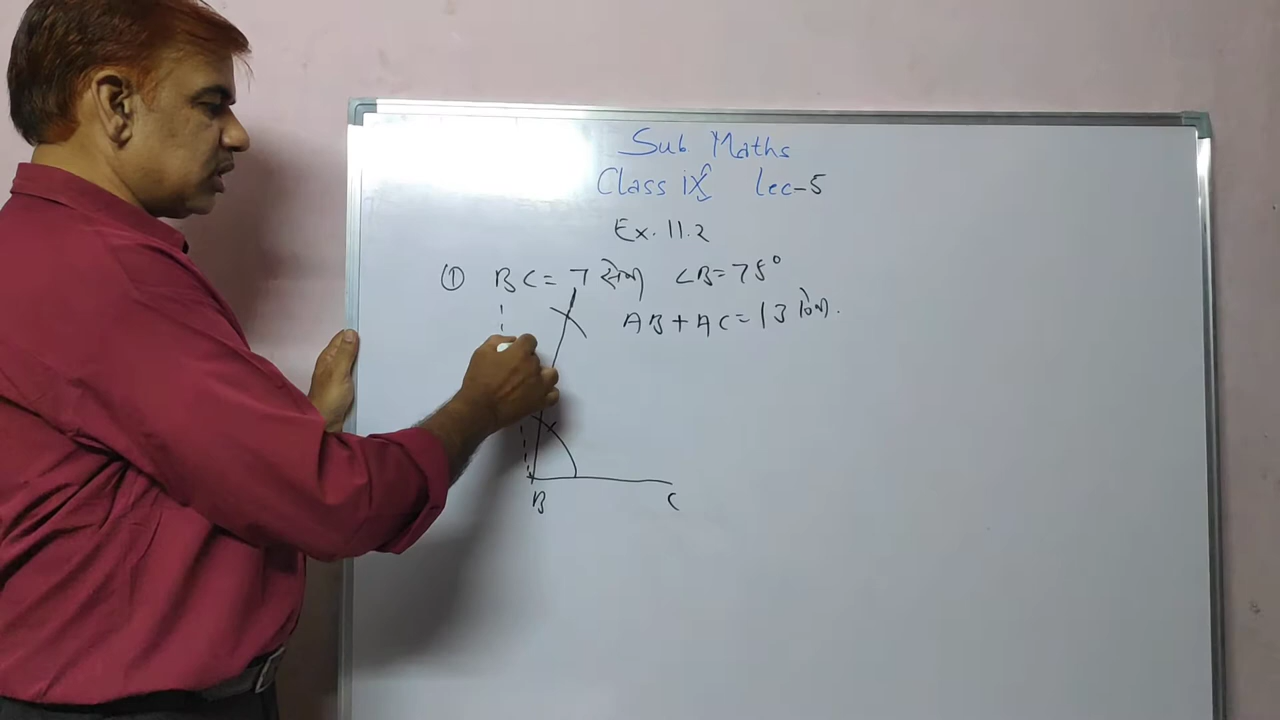 Sub Maths
Class IX Lec-5
Ex. 11.2
① BC = 7 सेमी ∠B = 75°
AB + AC = 13 सेमी.
B C